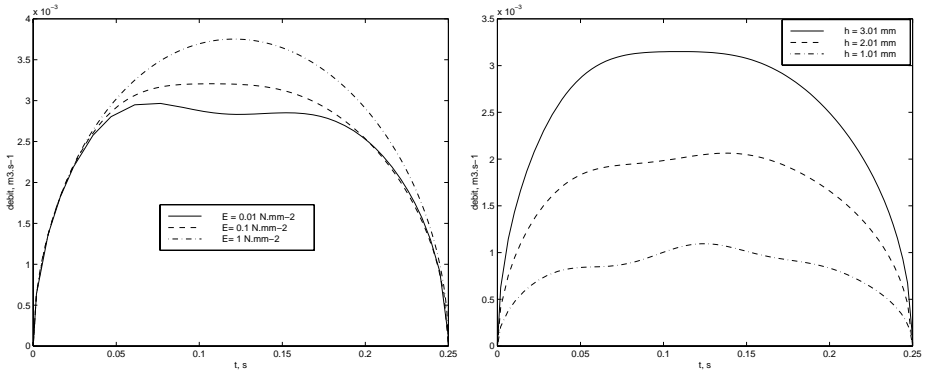 x 10−3
4
3.5
3
2.5
2
1.5
1
0.5
0
debit, m3.s−1
E = 0.01 N.mm−2
E = 0.1 N.mm−2
E= 1 N.mm−2
0 0.05 0.1 0.15 0.2 0.25
t, s
x 10−3
3.5
3
2.5
2
1.5
1
0.5
0
debit, m3.s−1
h = 3.01 mm
h = 2.01 mm
h = 1.01 mm
0 0.05 0.1 0.15 0.2 0.25
t, s